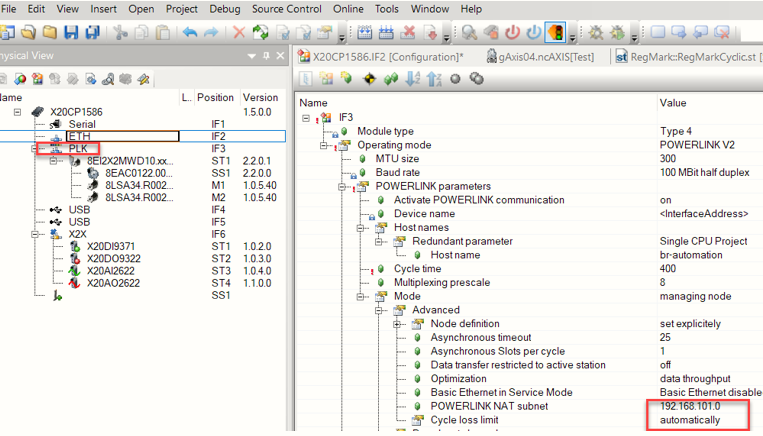 File Edit View Insert Open Project Debug Source Control Online Tools Window Help
Physical View
X20CP1586.IF2 [Configuration]*
gAxis04.ncAXIS[Test]
RegMark::RegMarkCyclic.st [
Name L.. Position Version
X20CP1586 1.5.0.0
Serial IF1
ETH IF2
PLK IF3
8EI2X2MWD10.xx... ST1 2.2.0.1
8EAC0122.00... SS1 2.2.0.0
8LSA34.R002... M1 1.0.5.40
8LSA34.R002... M2 1.0.5.40
USB IF4
USB IF5
X2X IF6
X20DI9371 ST1 1.0.2.0
X20DO9322 ST2 1.0.3.0
X20AI2622 ST3 1.0.4.0
X20AO2622 ST4 1.1.0.0
SS1
Name Value
IF3
Module type Type 4
Operating mode POWERLINK V2
MTU size 300
Baud rate 100 MBit half duplex
POWERLINK parameters
Activate POWERLINK communication on
Device name <InterfaceAddress>
Host names
Redundant parameter Single CPU Project
Host name br-automation
Cycle time 400
Multiplexing prescale 8
Mode managing node
Advanced
Node definition set explicitely
Asynchronous timeout 25
Asynchronous Slots per cycle 1
Data transfer restricted to active station off
Optimization data throughput
Basic Ethernet in Service Mode Basic Ethernet disable
POWERLINK NAT subnet 192.168.101.0
Cycle loss limit automatically